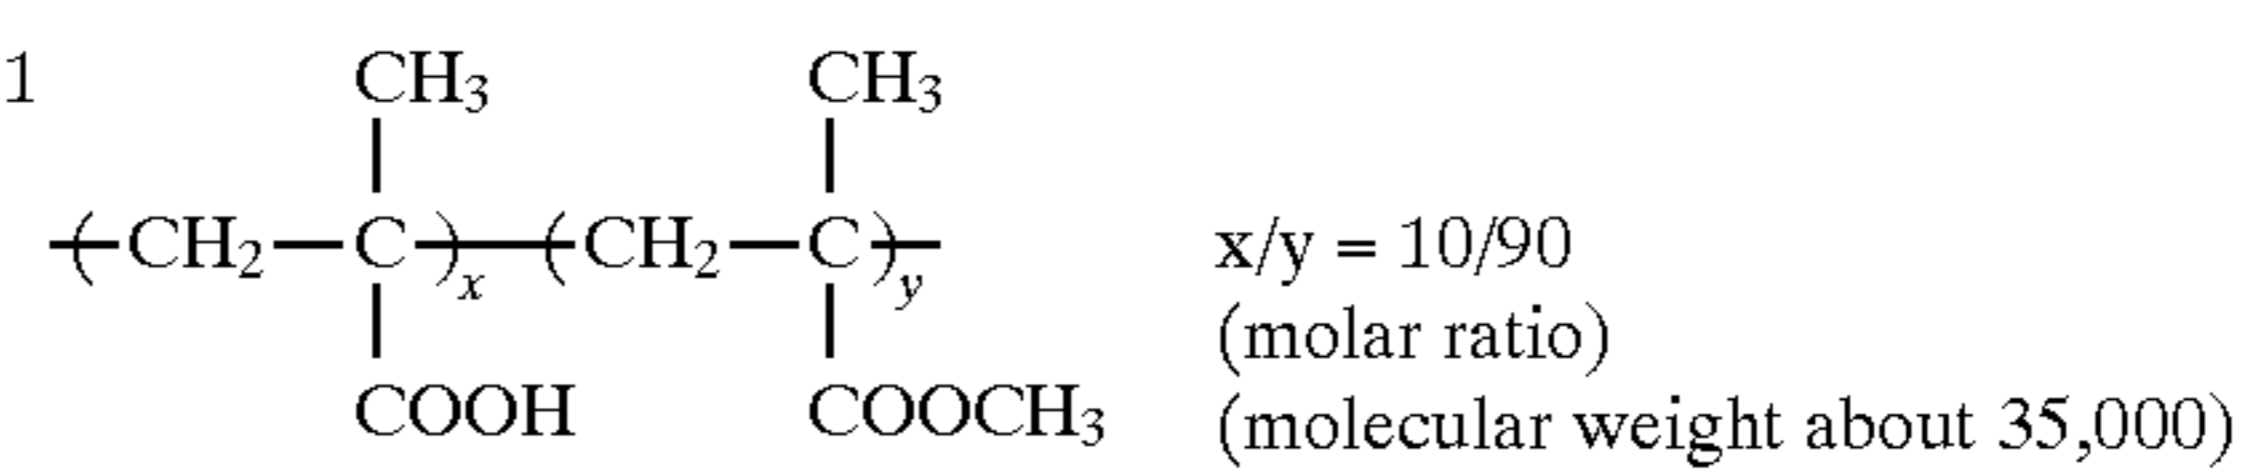 1 CH3 CH3
(CH2—C)x—(CH2—C)y x/y = 10/90
(molar ratio)
COOH COOCH3 (molecular weight about 35,000)